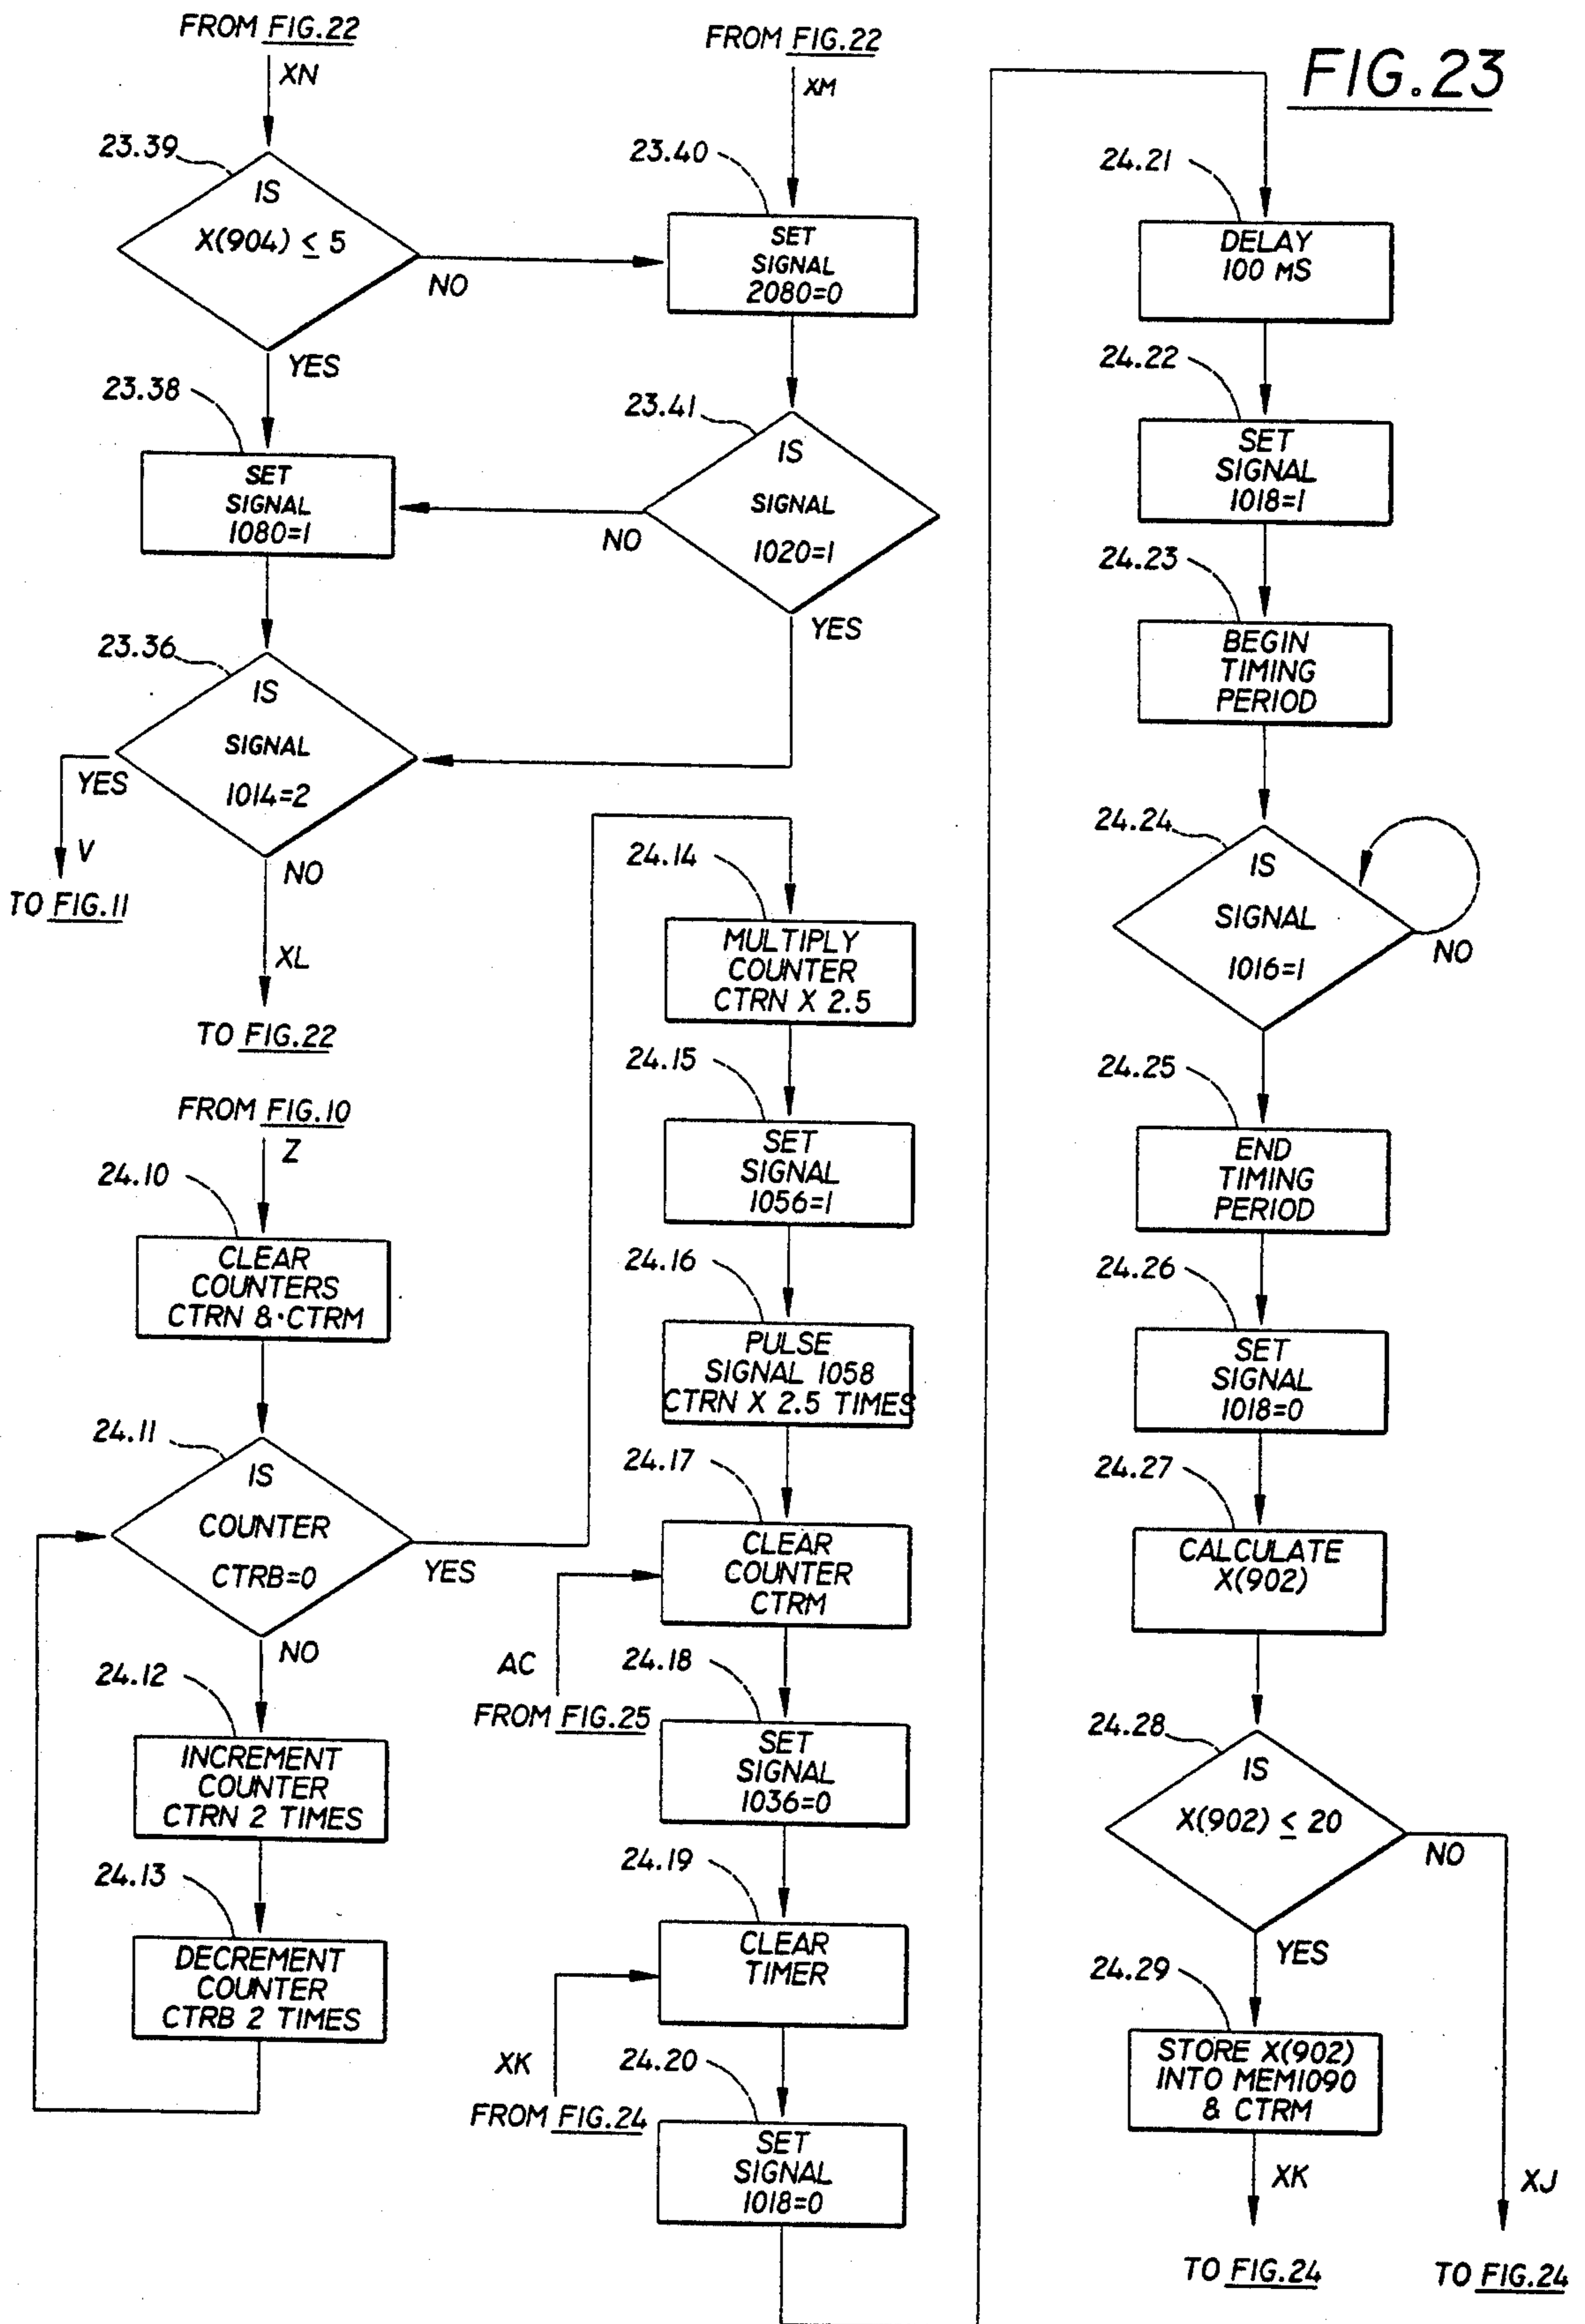 FIG.23
FROM FIG.22
XN
23.39
IS
X(904) ≤ 5
NO
YES
FROM FIG.22
XM
23.40
SET
SIGNAL
2080=0
23.38
SET
SIGNAL
1080=1
23.41
IS
SIGNAL
1020=1
NO
YES
23.36
IS
SIGNAL
1014=2
YES
V
TO FIG.11
NO
XL
TO FIG.22
FROM FIG.10
Z
24.10
CLEAR
COUNTERS
CTRN & CTRM
24.11
IS
COUNTER
CTRB=0
YES
NO
24.12
INCREMENT
COUNTER
CTRN 2 TIMES
24.13
DECREMENT
COUNTER
CTRB 2 TIMES
24.14
MULTIPLY
COUNTER
CTRN X 2.5
24.15
SET
SIGNAL
1056=1
24.16
PULSE
SIGNAL 1058
CTRN X 2.5 TIMES
24.17
CLEAR
COUNTER
CTRM
AC
FROM FIG.25
24.18
SET
SIGNAL
1036=0
24.19
CLEAR
TIMER
XK
FROM FIG.24
24.20
SET
SIGNAL
1018=0
24.21
DELAY
100 MS
24.22
SET
SIGNAL
1018=1
24.23
BEGIN
TIMING
PERIOD
24.24
IS
SIGNAL
1016=1
NO
24.25
END
TIMING
PERIOD
24.26
SET
SIGNAL
1018=0
24.27
CALCULATE
X(902)
24.28
IS
X(902) ≤ 20
NO
YES
24.29
STORE X(902)
INTO MEM1090
& CTRM
XK
TO FIG.24
XJ
TO FIG.24